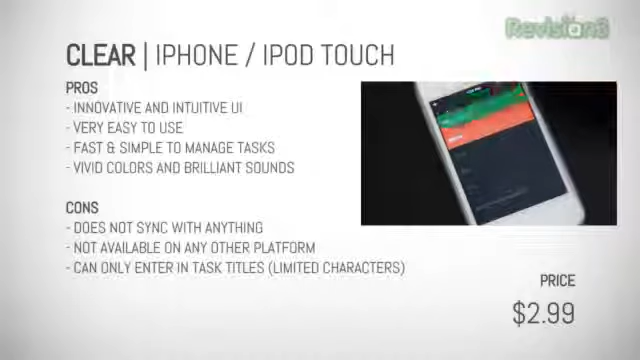 Revision3
CLEAR | IPHONE / IPOD TOUCH
PROS
- INNOVATIVE AND INTUITIVE UI
- VERY EASY TO USE
- FAST & SIMPLE TO MANAGE TASKS
- VIVID COLORS AND BRILLIANT SOUNDS
CONS
- DOES NOT SYNC WITH ANYTHING
- NOT AVAILABLE ON ANY OTHER PLATFORM
- CAN ONLY ENTER IN TASK TITLES (LIMITED CHARACTERS)
PRICE
$2.99